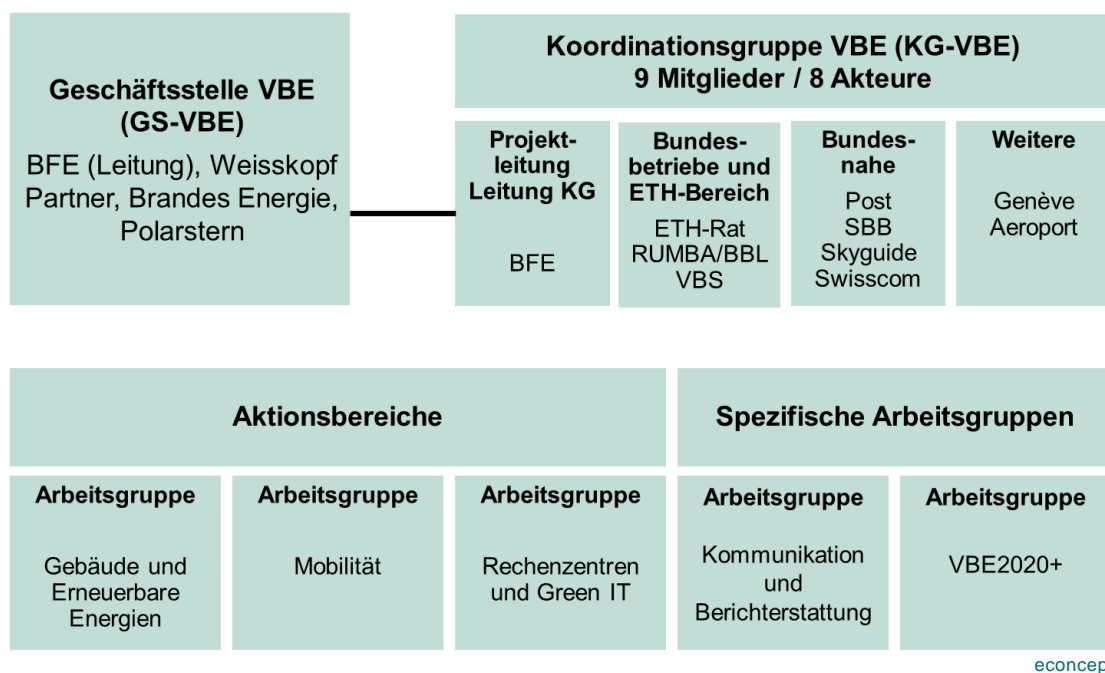 Geschäftsstelle VBE
(GS-VBE)
BFE (Leitung), Weisskopf
Partner, Brandes Energie,
Polarstern
Koordinationsgruppe VBE (KG-VBE)
9 Mitglieder / 8 Akteure
Projekt-
leitung
Leitung KG
BFE
Bundes-
betriebe und
ETH-Bereich
ETH-Rat
RUMBA/BBL
VBS
Bundes-
nahe
Post
SBB
Skyguide
Swisscom
Weitere
Genève
Aeroport
Aktionsbereiche
Spezifische Arbeitsgruppen
Arbeitsgruppe
Gebäude und
Erneuerbare
Energien
Arbeitsgruppe
Mobilität
Arbeitsgruppe
Rechenzentren
und Green IT
Arbeitsgruppe
Kommunikation
und
Berichterstattung
Arbeitsgruppe
VBE2020+
econcep